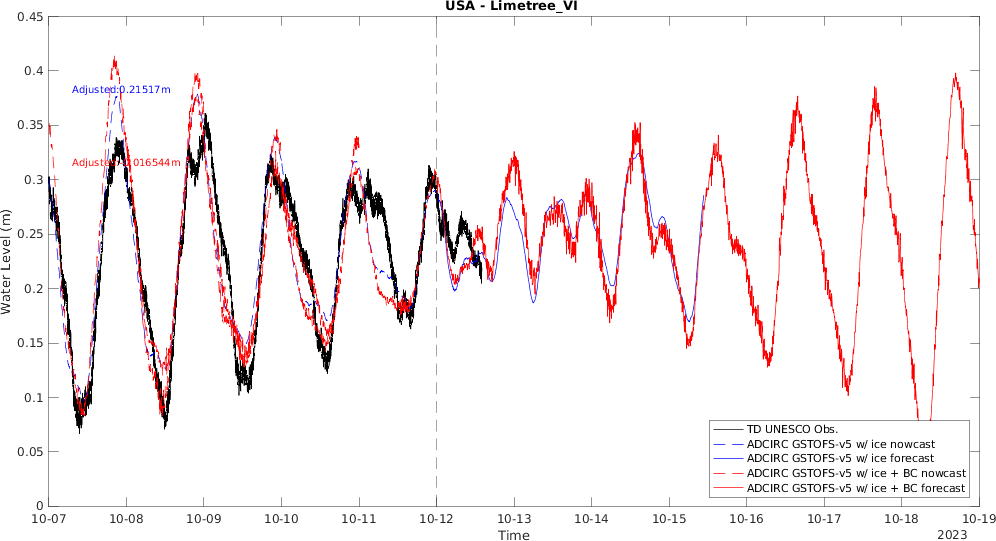 USA - Limetree_VI
0.45
0.4
0.35
0.3
0.25
0.2
0.15
0.1
0.05
0
Water Level (m)
Adjusted:0.21517m
Adjusted:-0.016544m
TD UNESCO Obs.
ADCIRC GSTOFS-v5 w/ ice nowcast
ADCIRC GSTOFS-v5 w/ ice forecast
ADCIRC GSTOFS-v5 w/ ice + BC nowcast
ADCIRC GSTOFS-v5 w/ ice + BC forecast
10-07 10-08 10-09 10-10 10-11 10-12 10-13 10-14 10-15 10-16 10-17 10-18 10-19
Time
2023